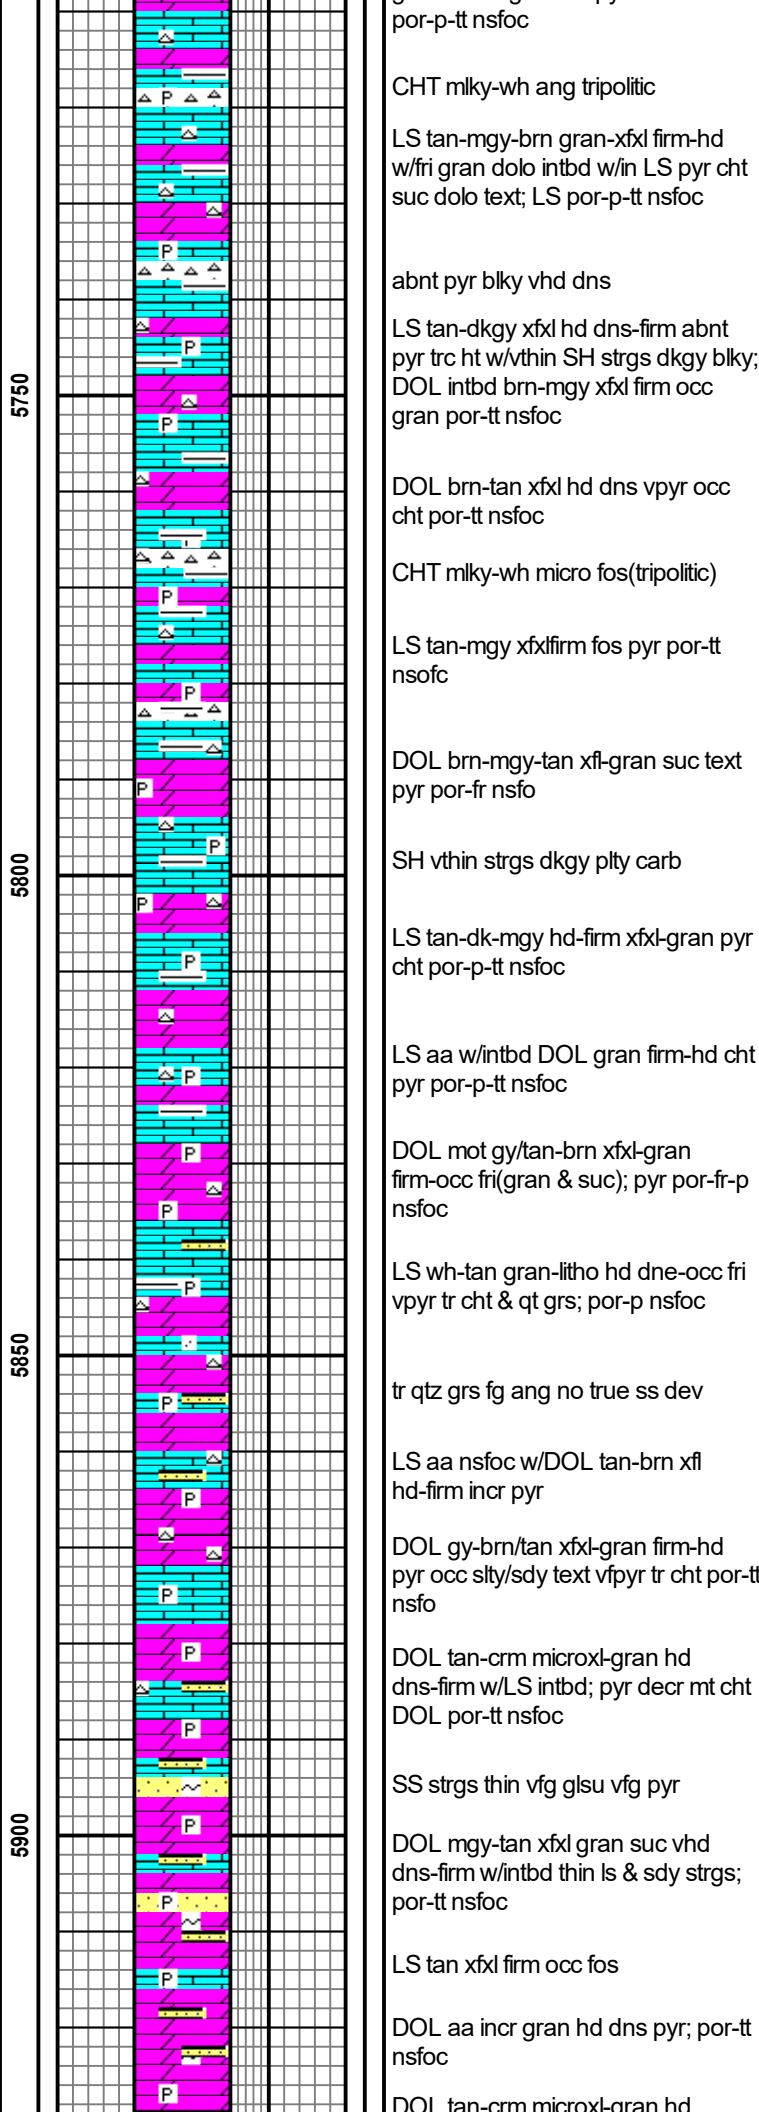 por-p-tt nsfoc
CHT mlky-wh ang tripolitic
LS tan-mgy-brn gran-xfxl firm-hd
w/fri gran dolo intbd w/in LS pyr cht
suc dolo text; LS por-p-tt nsfoc
abnt pyr blky vhd dns
LS tan-dkgy xfxl hd dns-firm abnt
pyr trc ht w/vthin SH strgs dkgy blky;
DOL intbd brn-mgy xfxl firm occ
gran por-tt nsfoc
5750
DOL brn-tan xfxl hd dns vpyr occ
cht por-tt nsfoc
CHT mlky-wh micro fos(tripolitic)
LS tan-mgy xfxlfirm fos pyr por-tt
nsofc
DOL brn-mgy-tan xfl-gran suc text
pyr por-fr nsfo
SH vthin strgs dkgy plty carb
5800
LS tan-dk-mgy hd-firm xfxl-gran pyr
cht por-p-tt nsfoc
LS aa w/intbd DOL gran firm-hd cht
pyr por-p-tt nsfoc
DOL mot gy/tan-brn xfxl-gran
firm-occ fri(gran & suc); pyr por-fr-p
nsfoc
LS wh-tan gran-litho hd dne-occ fri
vpyr tr cht & qt grs; por-p nsfoc
5850
tr qtz grs fg ang no true ss dev
LS aa nsfoc w/DOL tan-brn xfl
hd-firm incr pyr
DOL gy-brn/tan xfxl-gran firm-hd
pyr occ slty/sdy text vfpyr tr cht por-tt
nsfo
DOL tan-crm microxl-gran hd
dns-firm w/LS intbd; pyr decr mt cht
DOL por-tt nsfoc
SS strgs thin vfg glsu vfg pyr
5900
DOL mgy-tan xfxl gran suc vhd
dns-firm w/intbd thin ls & sdy strgs;
por-tt nsfoc
LS tan xfxl firm occ fos
DOL aa incr gran hd dns pyr; por-tt
nsfoc
DOL tan-crm microxl-gran hd